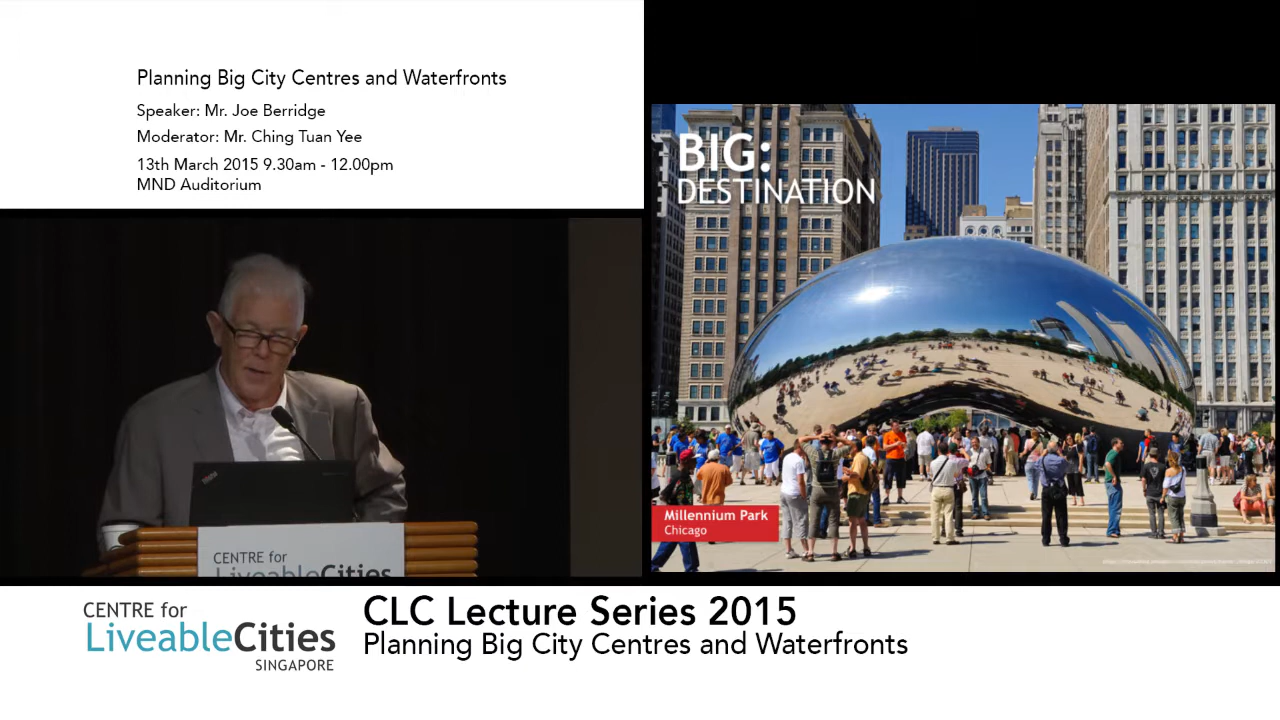 Planning Big City Centres and Waterfronts
Speaker: Mr. Joe Berridge
Moderator: Mr. Ching Tuan Yee
13th March 2015 9.30am - 12.00pm
MND Auditorium
BIG:
DESTINATION
Millennium Park
Chicago
CENTRE for
LiveableCities
CENTRE for
LiveableCities
SINGAPORE
CLC Lecture Series 2015
Planning Big City Centres and Waterfronts